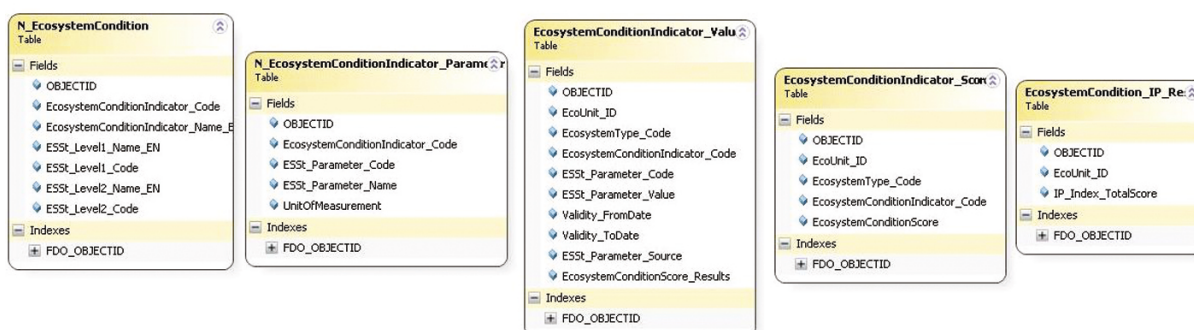 N_EcosystemCondition
Table
Fields
OBJECTID
EcosystemConditionIndicator_Code
EcosystemConditionIndicator_Name_E
ESSt_Level1_Name_EN
ESSt_Level1_Code
ESSt_Level2_Name_EN
ESSt_Level2_Code
Indexes
FDO_OBJECTID
N_EcosystemConditionIndicator_Parameter
Table
Fields
OBJECTID
EcosystemConditionIndicator_Code
ESSt_Parameter_Code
ESSt_Parameter_Name
UnitOfMeasurement
Indexes
FDO_OBJECTID
EcosystemConditionIndicator_Valu
Table
Fields
OBJECTID
EcoUnit_ID
EcosystemType_Code
EcosystemConditionIndicator_Code
ESSt_Parameter_Code
ESSt_Parameter_Value
Validity_FromDate
Validity_ToDate
ESSt_Parameter_Source
EcosystemConditionScore_Results
Indexes
FDO_OBJECTID
EcosystemConditionIndicator_Score
Table
Fields
OBJECTID
EcoUnit_ID
EcosystemType_Code
EcosystemConditionIndicator_Code
EcosystemConditionScore
Indexes
FDO_OBJECTID
EcosystemCondition_IP_Re
Table
Fields
OBJECTID
EcoUnit_ID
IP_Index_TotalScore
Indexes
FDO_OBJECTID